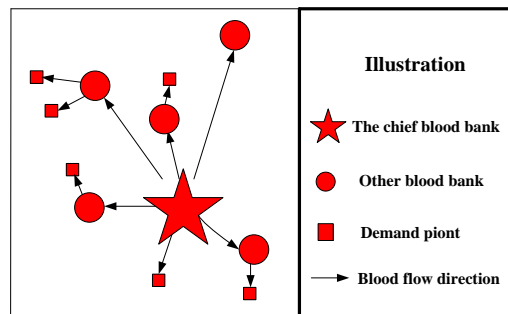 Illustration
The chief blood bank
Other blood bank
Demand piont
Blood flow direction